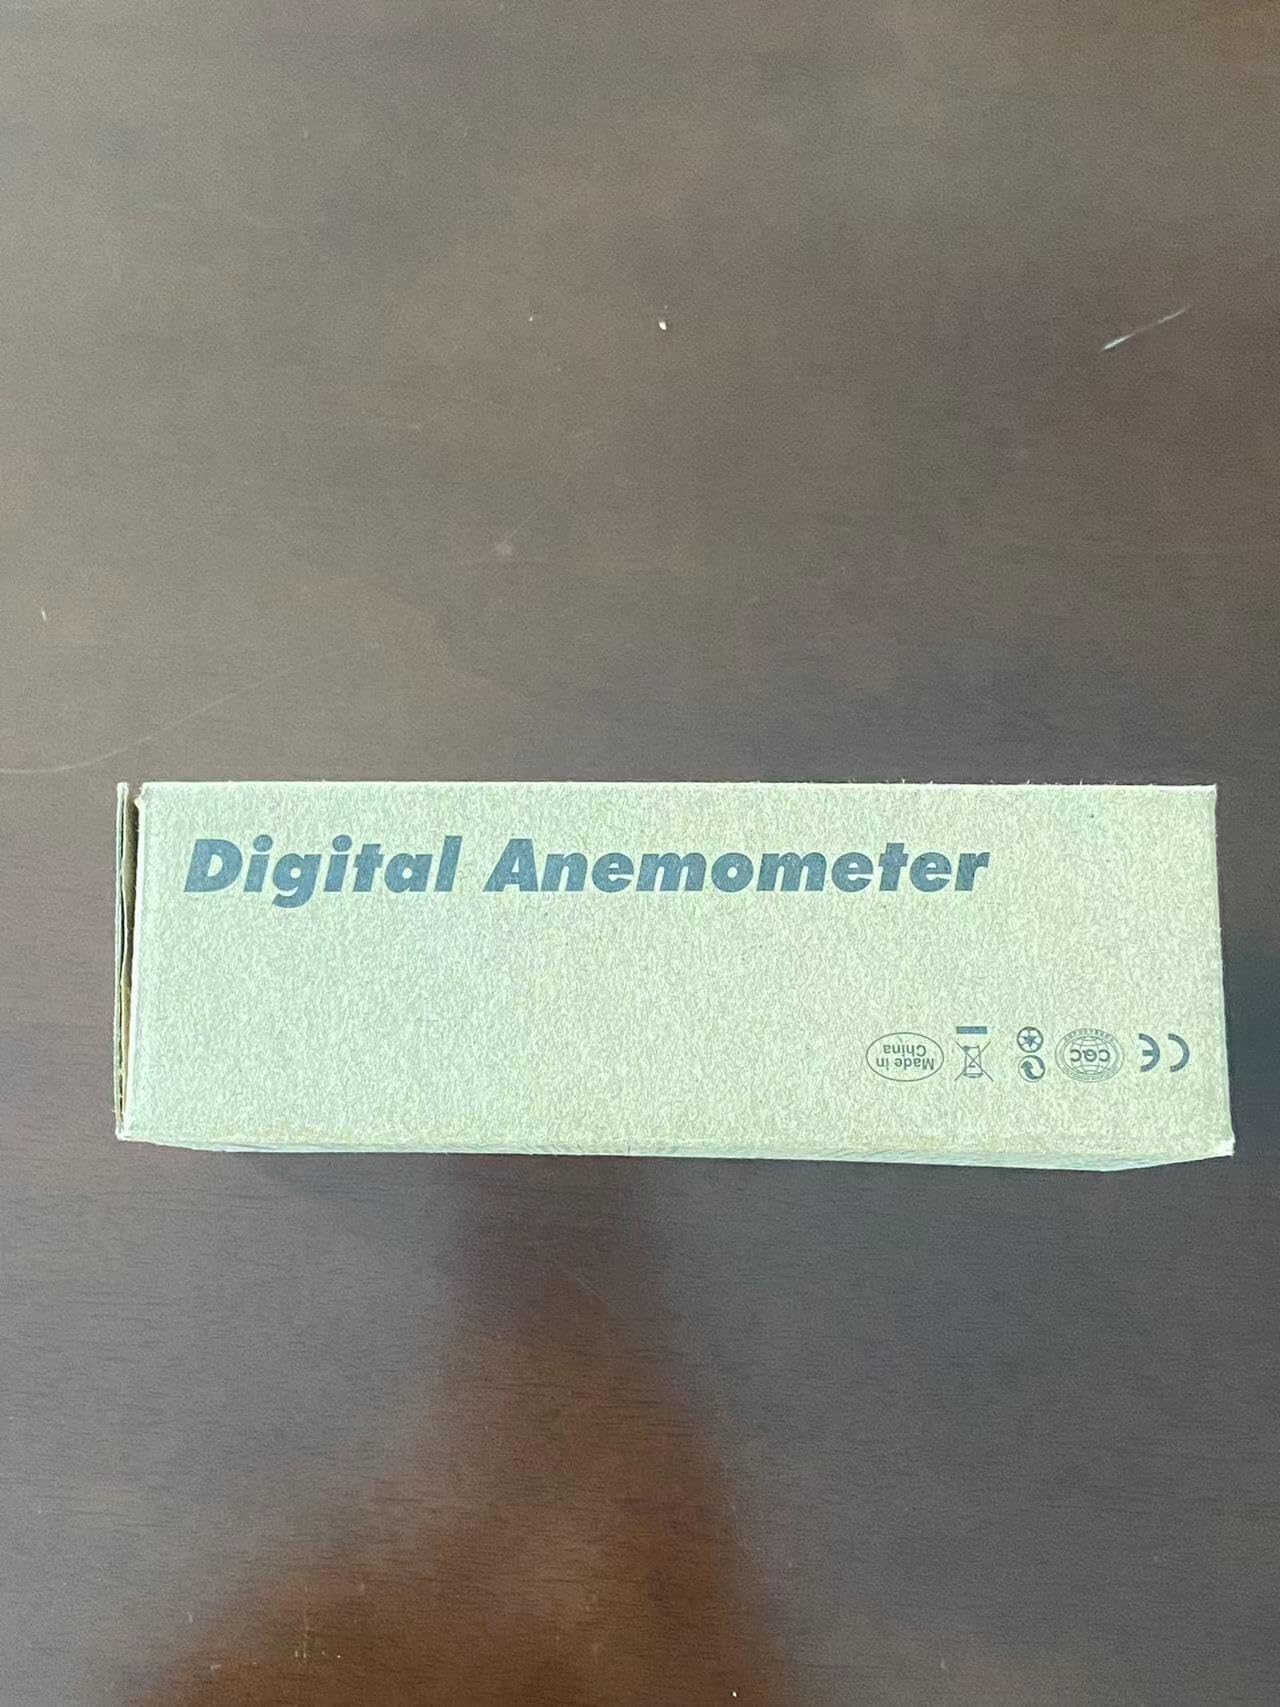 Digital Anemometer
CE
CQC
Made in
China